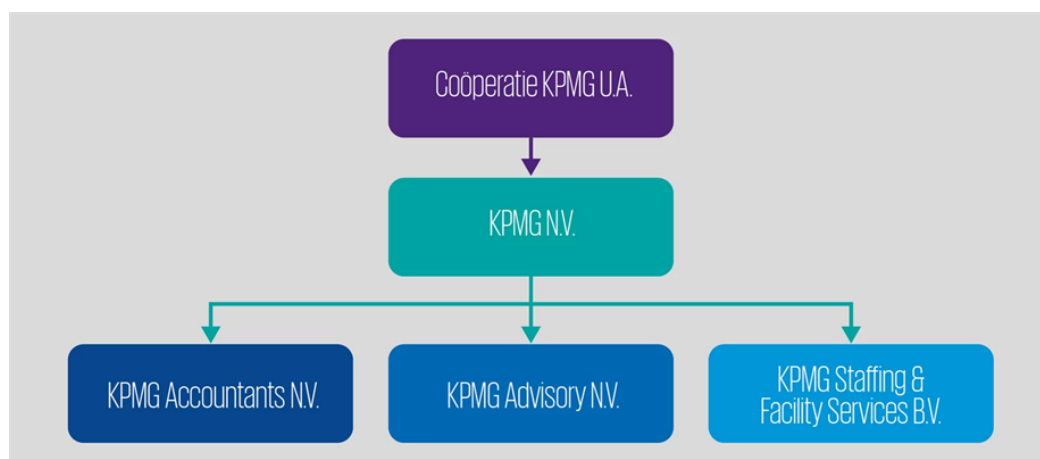 Coöperatie KPMG U.A.
KPMG N.V.
KPMG Accountants N.V.
KPMG Advisory N.V.
KPMG Staffing &
Facility Services B.V.